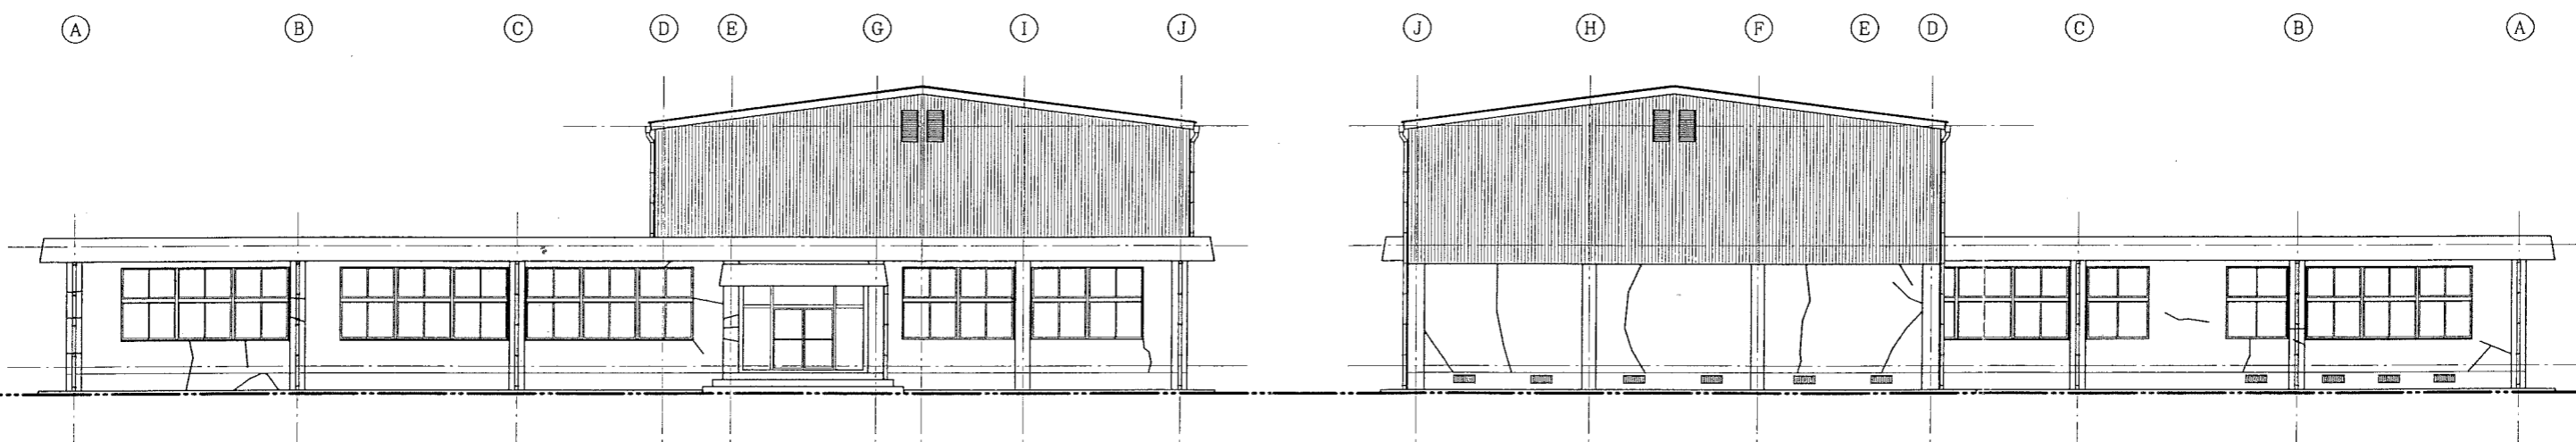 A B C D E G I J J H F E D C B A